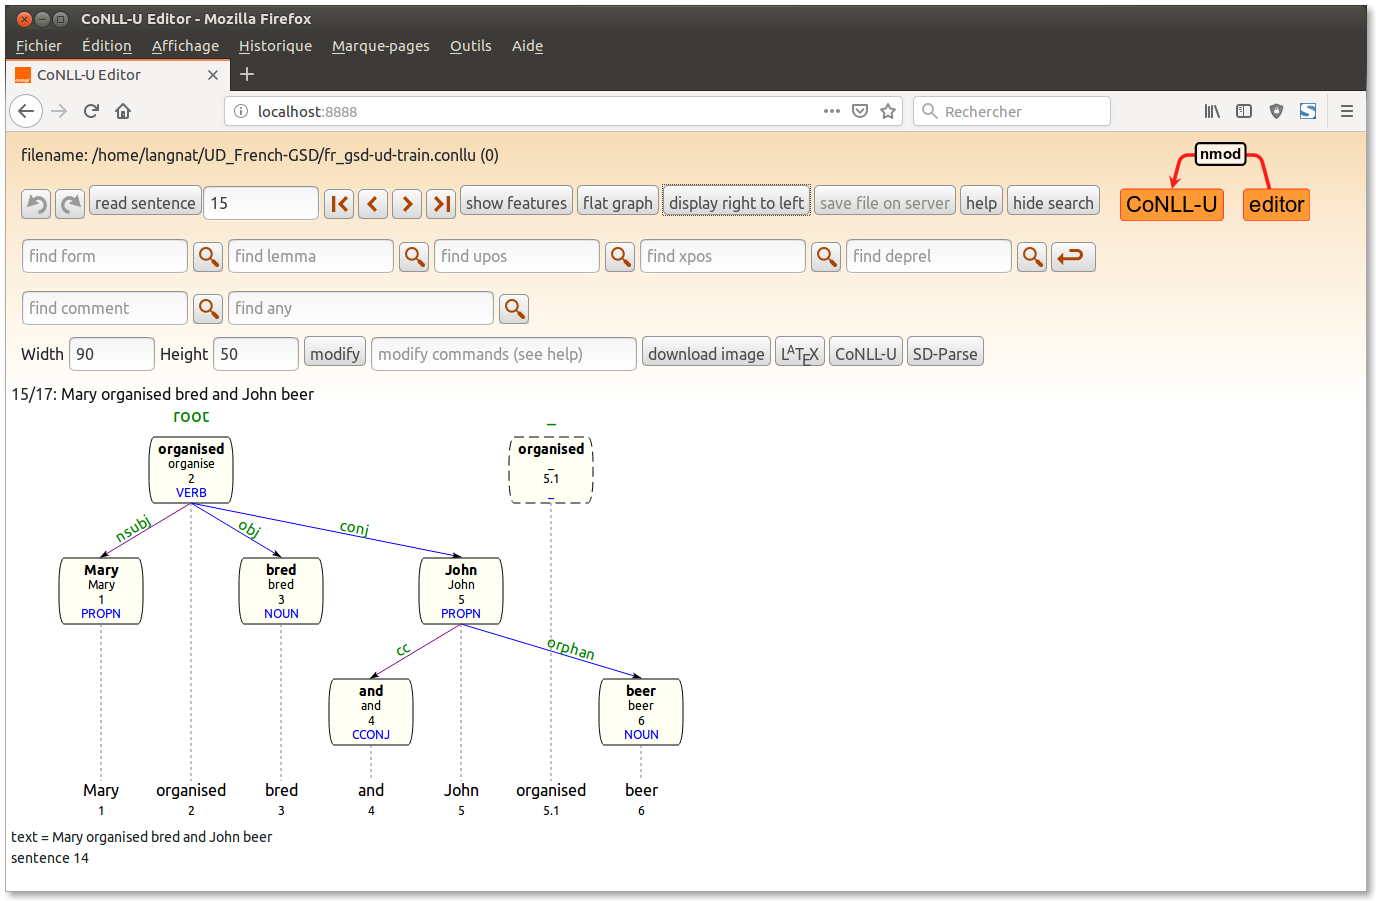 CoNLL-U Editor - Mozilla Firefox
Fichier Édition Affichage Historique Marque-pages Outils Aide
CoNLL-U Editor
localhost:8888 Rechercher
filename: /home/langnat/UD_French-GSD/fr_gsd-ud-train.conllu (0)
nmod
read sentence 15 show features flat graph display right to left save file on server help hide search CoNLL-U editor
find form find lemma find upos find xpos find deprel
find comment find any
Width 90 Height 50 modify modify commands (see help) download image LATEX CoNLL-U SD-Parse
15/17: Mary organised bred and John beer
root _
organised organised
organise _
2 5.1
VERB _
nsubj obj conj
Mary bred John
Mary bred John
1 3 5
PROPN NOUN PROPN
cc orphan
and beer
and beer
4 6
CCONJ NOUN
Mary organised bred and John organised beer
1 2 3 4 5 5.1 6
text = Mary organised bred and John beer
sentence 14